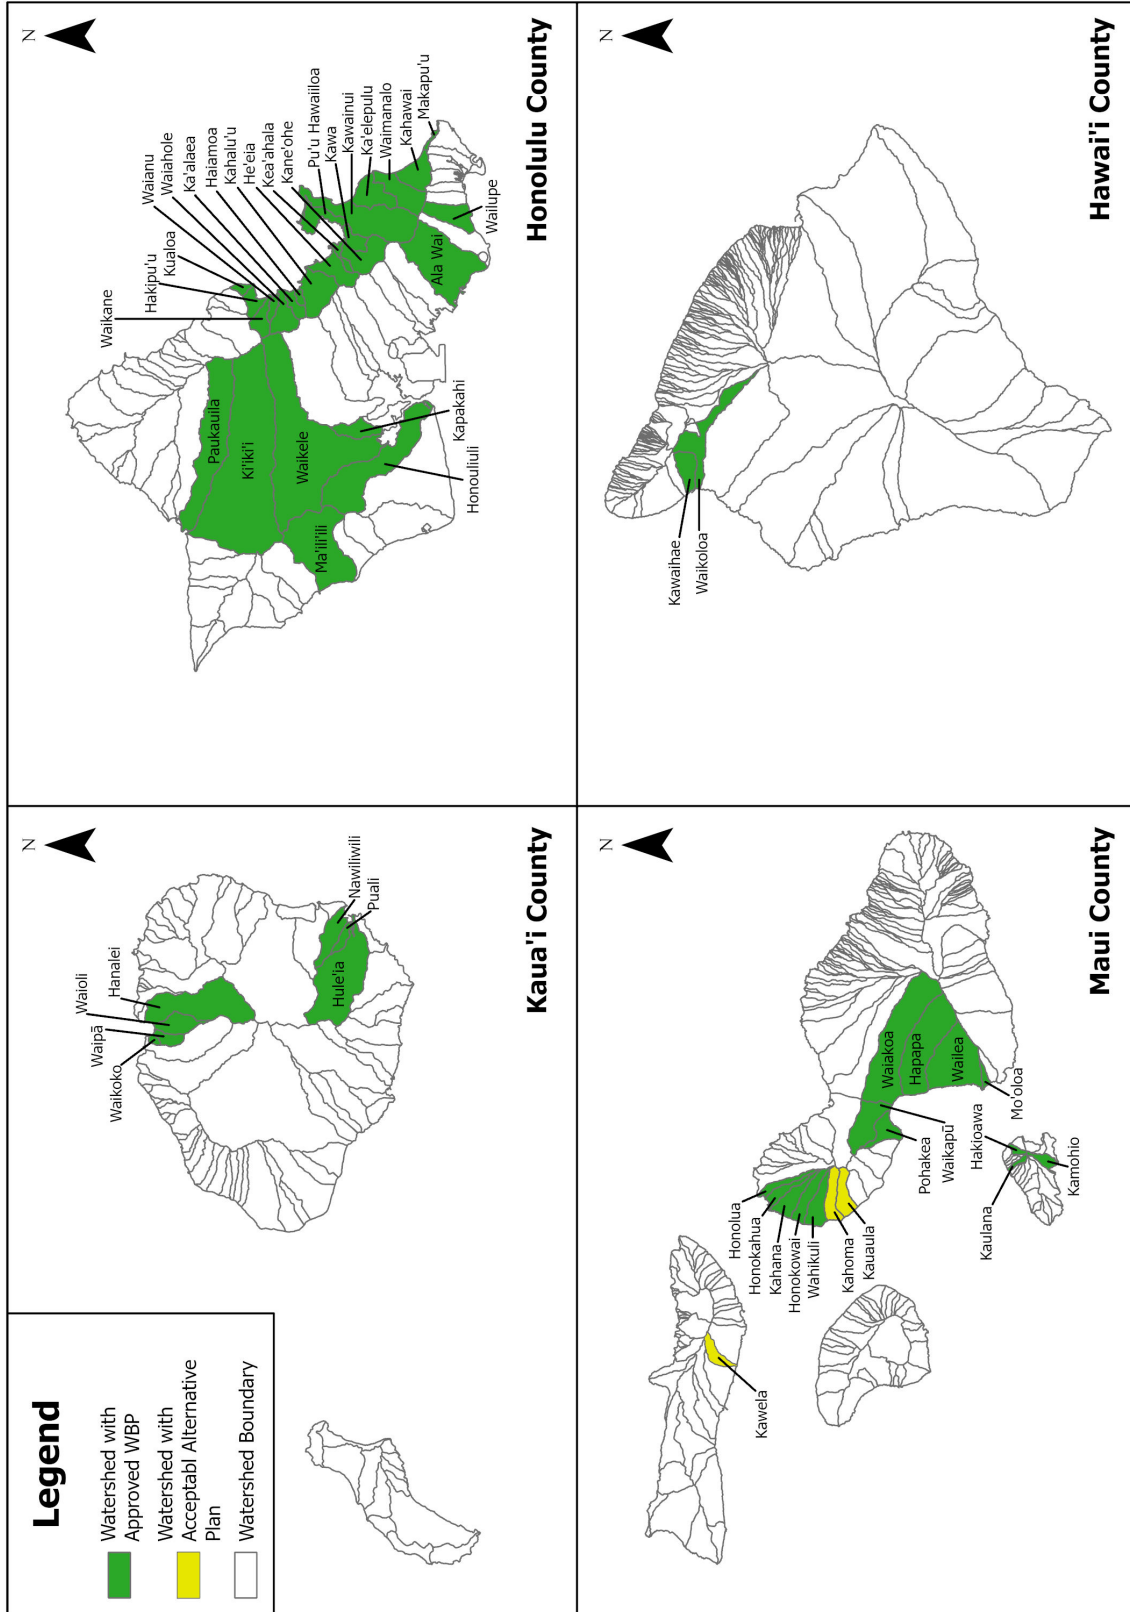 Legend
Watershed with
Approved WBP
Watershed with
Acceptabl Alternative
Plan
Watershed Boundary
N
Waikoko
Waipā
Waioli
Hanalei
Hule'ia
Nawiliwili
Puali
Kaua'i County
N
Waikane
Hakipu'u
Kualoa
Waianu
Waiahole
Ka'alaea
Haiamoa
Kahalu'u
He'eia
Kea'ahala
Kane'ohe
Pu'u Hawaiiloa
Kawa
Kawainui
Ka'elepulu
Waimanalo
Kahawai
Makapu'u
Paukauila
Ki'iki'i
Waikele
Ma'ili'ili
Ala Wai
Wailupe
Kapakahi
Honouliuli
Honolulu County
N
Kawela
Honolua
Honokahua
Kahana
Honokowai
Wahikuli
Kahoma
Kauaula
Waiakoa
Hapapa
Wailea
Mo'oloa
Pohakea
Waikapū
Hakioawa
Kaulana
Kamohio
Maui County
N
Kawaihae
Waikoloa
Hawai'i County